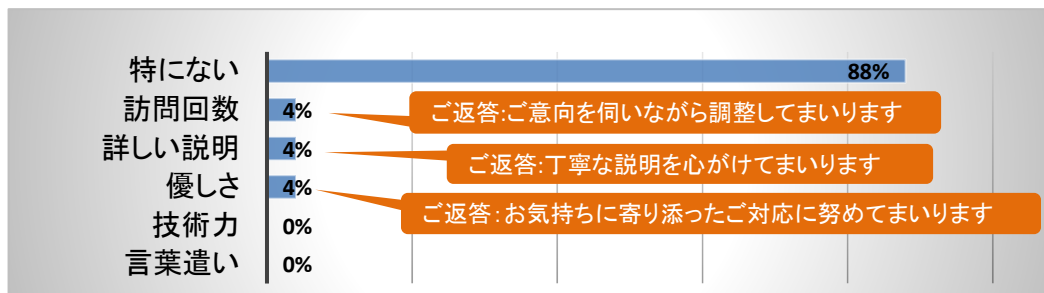 特にない 88%
訪問回数 4% ご返答:ご意向を伺いながら調整してまいります
詳しい説明 4% ご返答:丁寧な説明を心がけてまいります
優しさ 4% ご返答:お気持ちに寄り添ったご対応に努めてまいります
技術力 0%
言葉遣い 0%